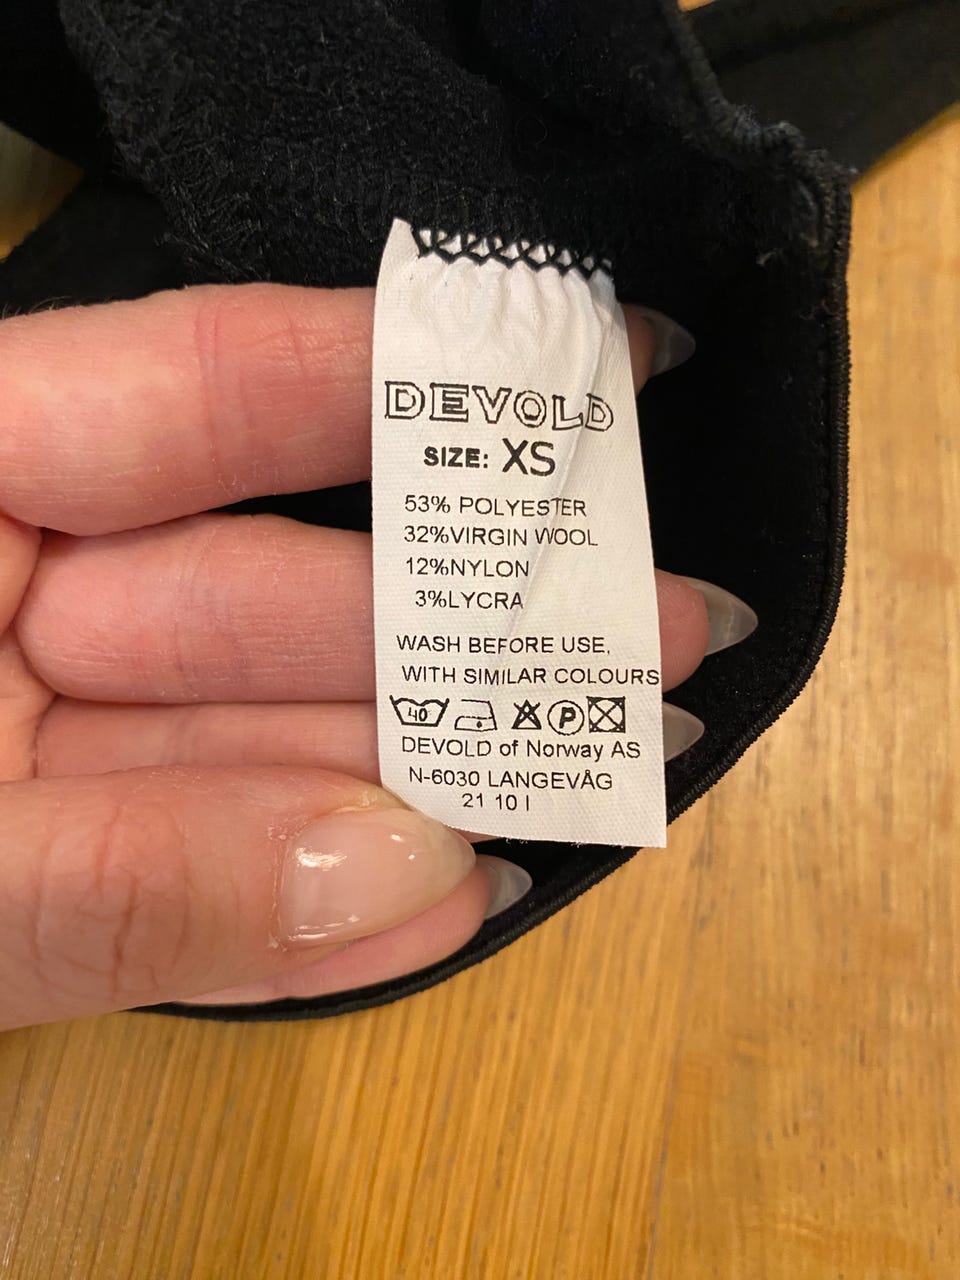 DEVOLD
SIZE: XS
53% POLYESTER
32%VIRGIN WOOL
12%NYLON
3%LYCRA
WASH BEFORE USE,
WITH SIMILAR COLOURS
40 P
DEVOLD of Norway AS
N-6030 LANGEVÅG
21 10 I